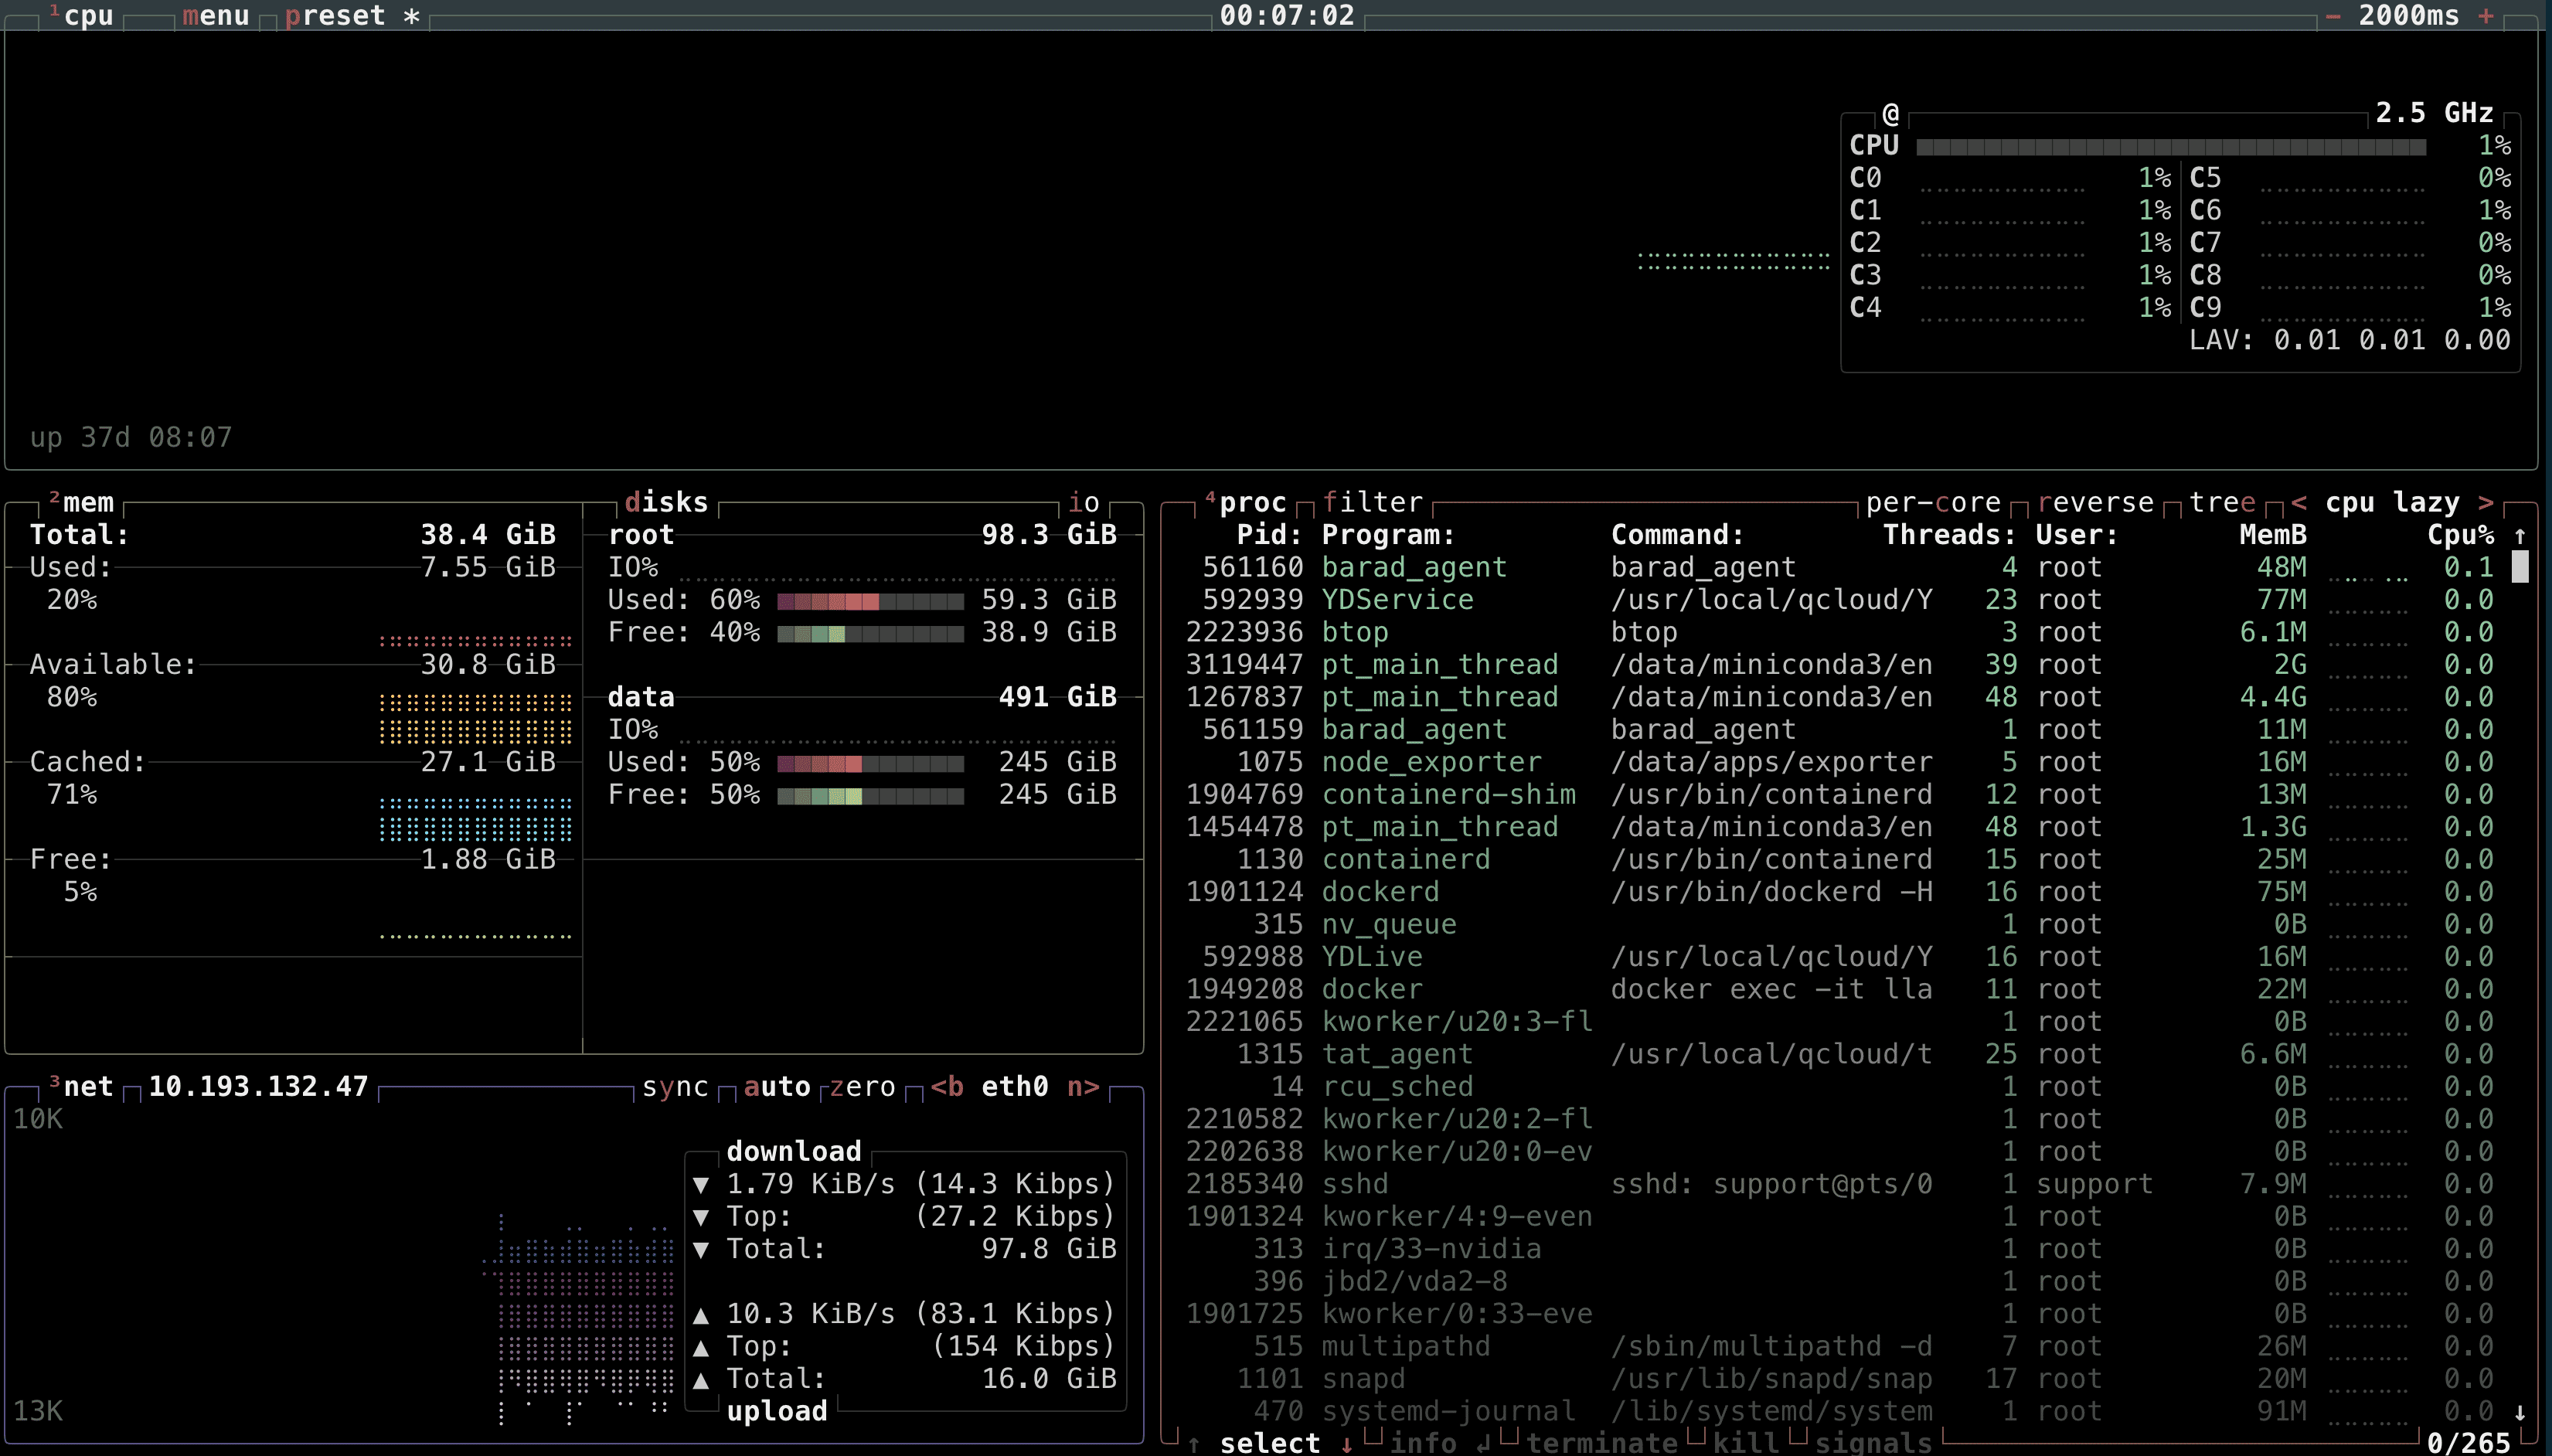 ¹cpu menu preset * 00:07:02 - 2000ms +
@ 2.5 GHz
CPU 1%
C0 1% C5 0%
C1 1% C6 1%
C2 1% C7 0%
C3 1% C8 0%
C4 1% C9 1%
LAV: 0.01 0.01 0.00
up 37d 08:07
²mem
Total: 38.4 GiB
Used: 7.55 GiB
20%
Available: 30.8 GiB
80%
Cached: 27.1 GiB
71%
Free: 1.88 GiB
5%
disks io
root 98.3 GiB
IO%
Used: 60% 59.3 GiB
Free: 40% 38.9 GiB
data 491 GiB
IO%
Used: 50% 245 GiB
Free: 50% 245 GiB
³net 10.193.132.47 sync auto zero <b eth0 n>
10K
download
▼ 1.79 KiB/s (14.3 Kibps)
▼ Top: (27.2 Kibps)
▼ Total: 97.8 GiB
▲ 10.3 KiB/s (83.1 Kibps)
▲ Top: (154 Kibps)
▲ Total: 16.0 GiB
upload
13K
⁴proc filter per-core reverse tree < cpu lazy >
Pid: Program: Command: Threads: User: MemB Cpu% ↑
561160 barad_agent barad_agent 4 root 48M 0.1
592939 YDService /usr/local/qcloud/Y 23 root 77M 0.0
2223936 btop btop 3 root 6.1M 0.0
3119447 pt_main_thread /data/miniconda3/en 39 root 2G 0.0
1267837 pt_main_thread /data/miniconda3/en 48 root 4.4G 0.0
561159 barad_agent barad_agent 1 root 11M 0.0
1075 node_exporter /data/apps/exporter 5 root 16M 0.0
1904769 containerd-shim /usr/bin/containerd 12 root 13M 0.0
1454478 pt_main_thread /data/miniconda3/en 48 root 1.3G 0.0
1130 containerd /usr/bin/containerd 15 root 25M 0.0
1901124 dockerd /usr/bin/dockerd -H 16 root 75M 0.0
315 nv_queue 1 root 0B 0.0
592988 YDLive /usr/local/qcloud/Y 16 root 16M 0.0
1949208 docker docker exec -it lla 11 root 22M 0.0
2221065 kworker/u20:3-fl 1 root 0B 0.0
1315 tat_agent /usr/local/qcloud/t 25 root 6.6M 0.0
14 rcu_sched 1 root 0B 0.0
2210582 kworker/u20:2-fl 1 root 0B 0.0
2202638 kworker/u20:0-ev 1 root 0B 0.0
2185340 sshd sshd: support@pts/0 1 support 7.9M 0.0
1901324 kworker/4:9-even 1 root 0B 0.0
313 irq/33-nvidia 1 root 0B 0.0
396 jbd2/vda2-8 1 root 0B 0.0
1901725 kworker/0:33-eve 1 root 0B 0.0
515 multipathd /sbin/multipathd -d 7 root 26M 0.0
1101 snapd /usr/lib/snapd/snap 17 root 20M 0.0
470 systemd-journal /lib/systemd/system 1 root 91M 0.0 ↓
↑ select ↓ info ↲ terminate kill signals 0/265